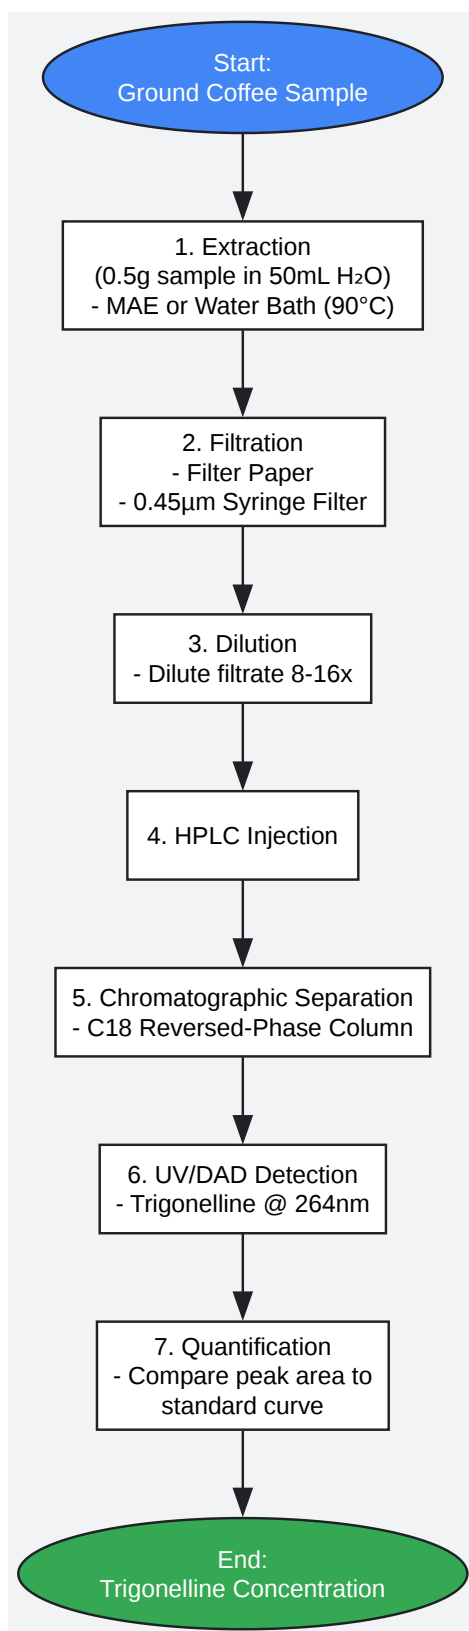 Start:
Ground Coffee Sample
1. Extraction
(0.5g sample in 50mL H₂O)
- MAE or Water Bath (90°C)
2. Filtration
- Filter Paper
- 0.45µm Syringe Filter
3. Dilution
- Dilute filtrate 8-16x
4. HPLC Injection
5. Chromatographic Separation
- C18 Reversed-Phase Column
6. UV/DAD Detection
- Trigonelline @ 264nm
7. Quantification
- Compare peak area to
standard curve
End:
Trigonelline Concentration